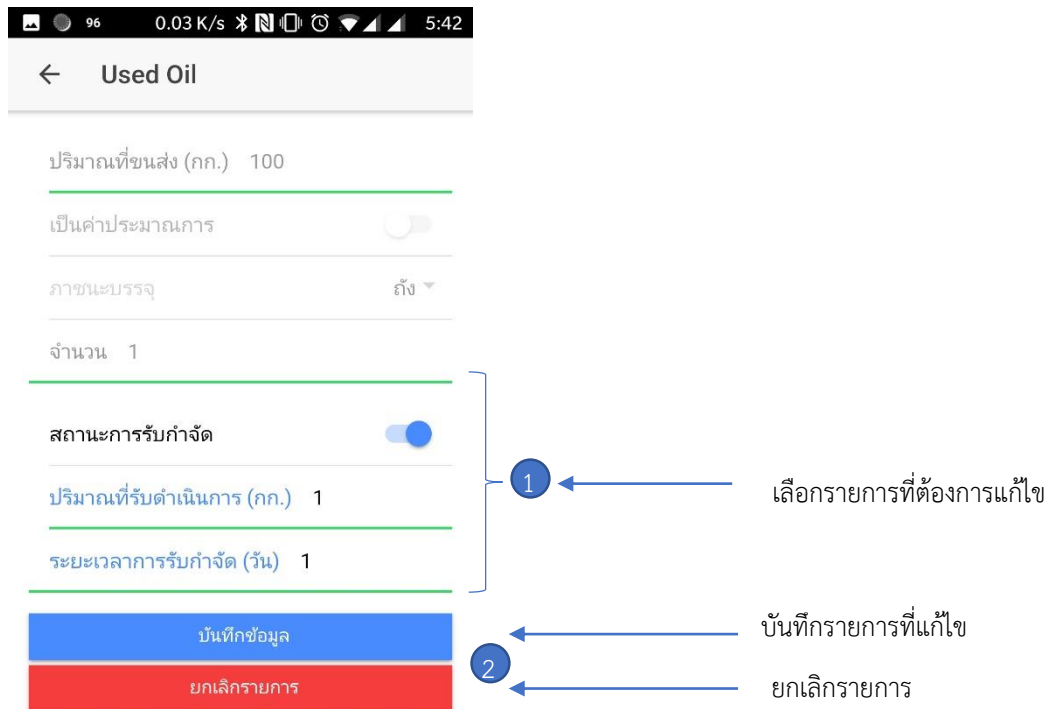 96 0.03 K/s 5:42
Used Oil
ปริมาณที่ขนส่ง (กก.) 100
เป็นค่าประมาณการ
ภาชนะบรรจุ ถัง
จำนวน 1
สถานะการรับกำจัด
ปริมาณที่รับดำเนินการ (กก.) 1
1 เลือกรายการที่ต้องการแก้ไข
ระยะเวลาการรับกำจัด (วัน) 1
บันทึกข้อมูล บันทึกรายการที่แก้ไข
2
ยกเลิกรายการ ยกเลิกรายการ